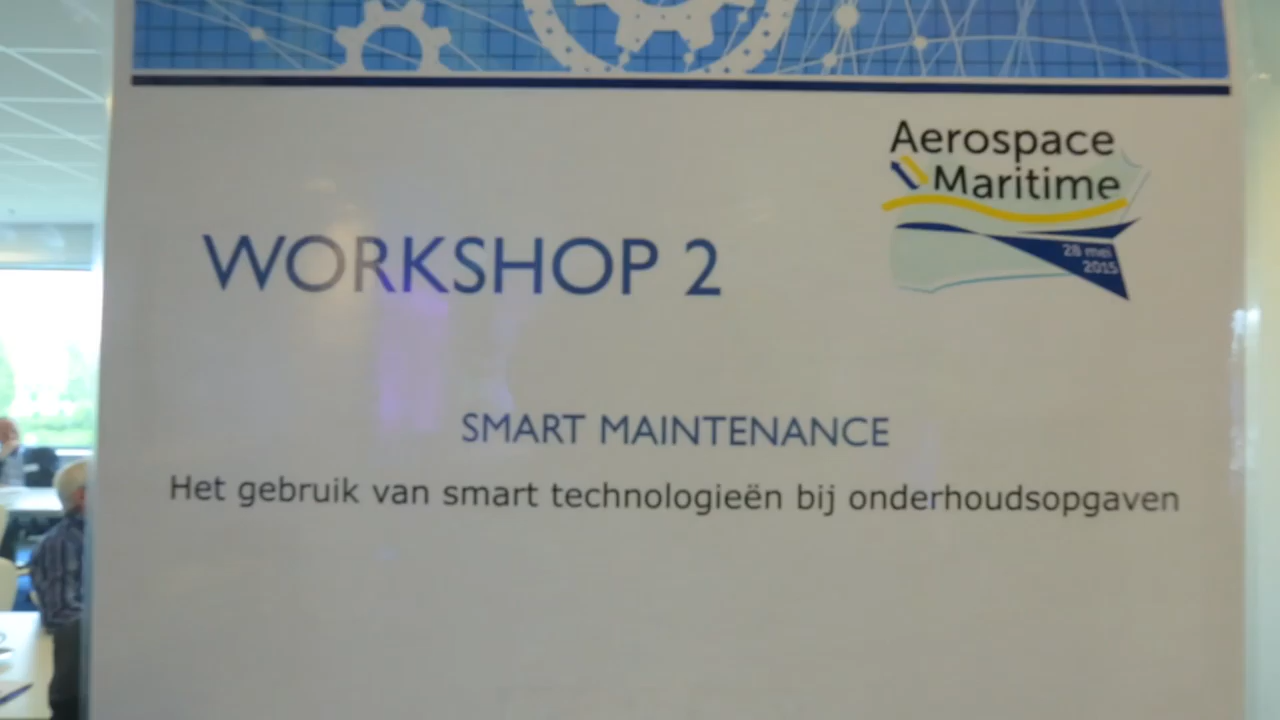 Aerospace
Maritime
28 mei
2015
WORKSHOP 2
SMART MAINTENANCE
Het gebruik van smart technologieën bij onderhoudsopgaven